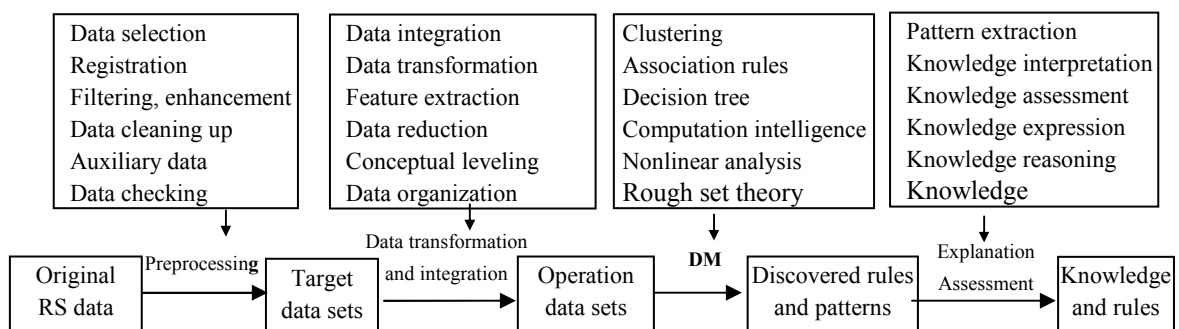 Data selection
Registration
Filtering, enhancement
Data cleaning up
Auxiliary data
Data checking
Data integration
Data transformation
Feature extraction
Data reduction
Conceptual leveling
Data organization
Clustering
Association rules
Decision tree
Computation intelligence
Nonlinear analysis
Rough set theory
Pattern extraction
Knowledge interpretation
Knowledge assessment
Knowledge expression
Knowledge reasoning
Knowledge
Original
RS data
Preprocessing
Target
data sets
Data transformation
and integration
Operation
data sets
DM
Discovered rules
and patterns
Explanation
Assessment
Knowledge
and rules